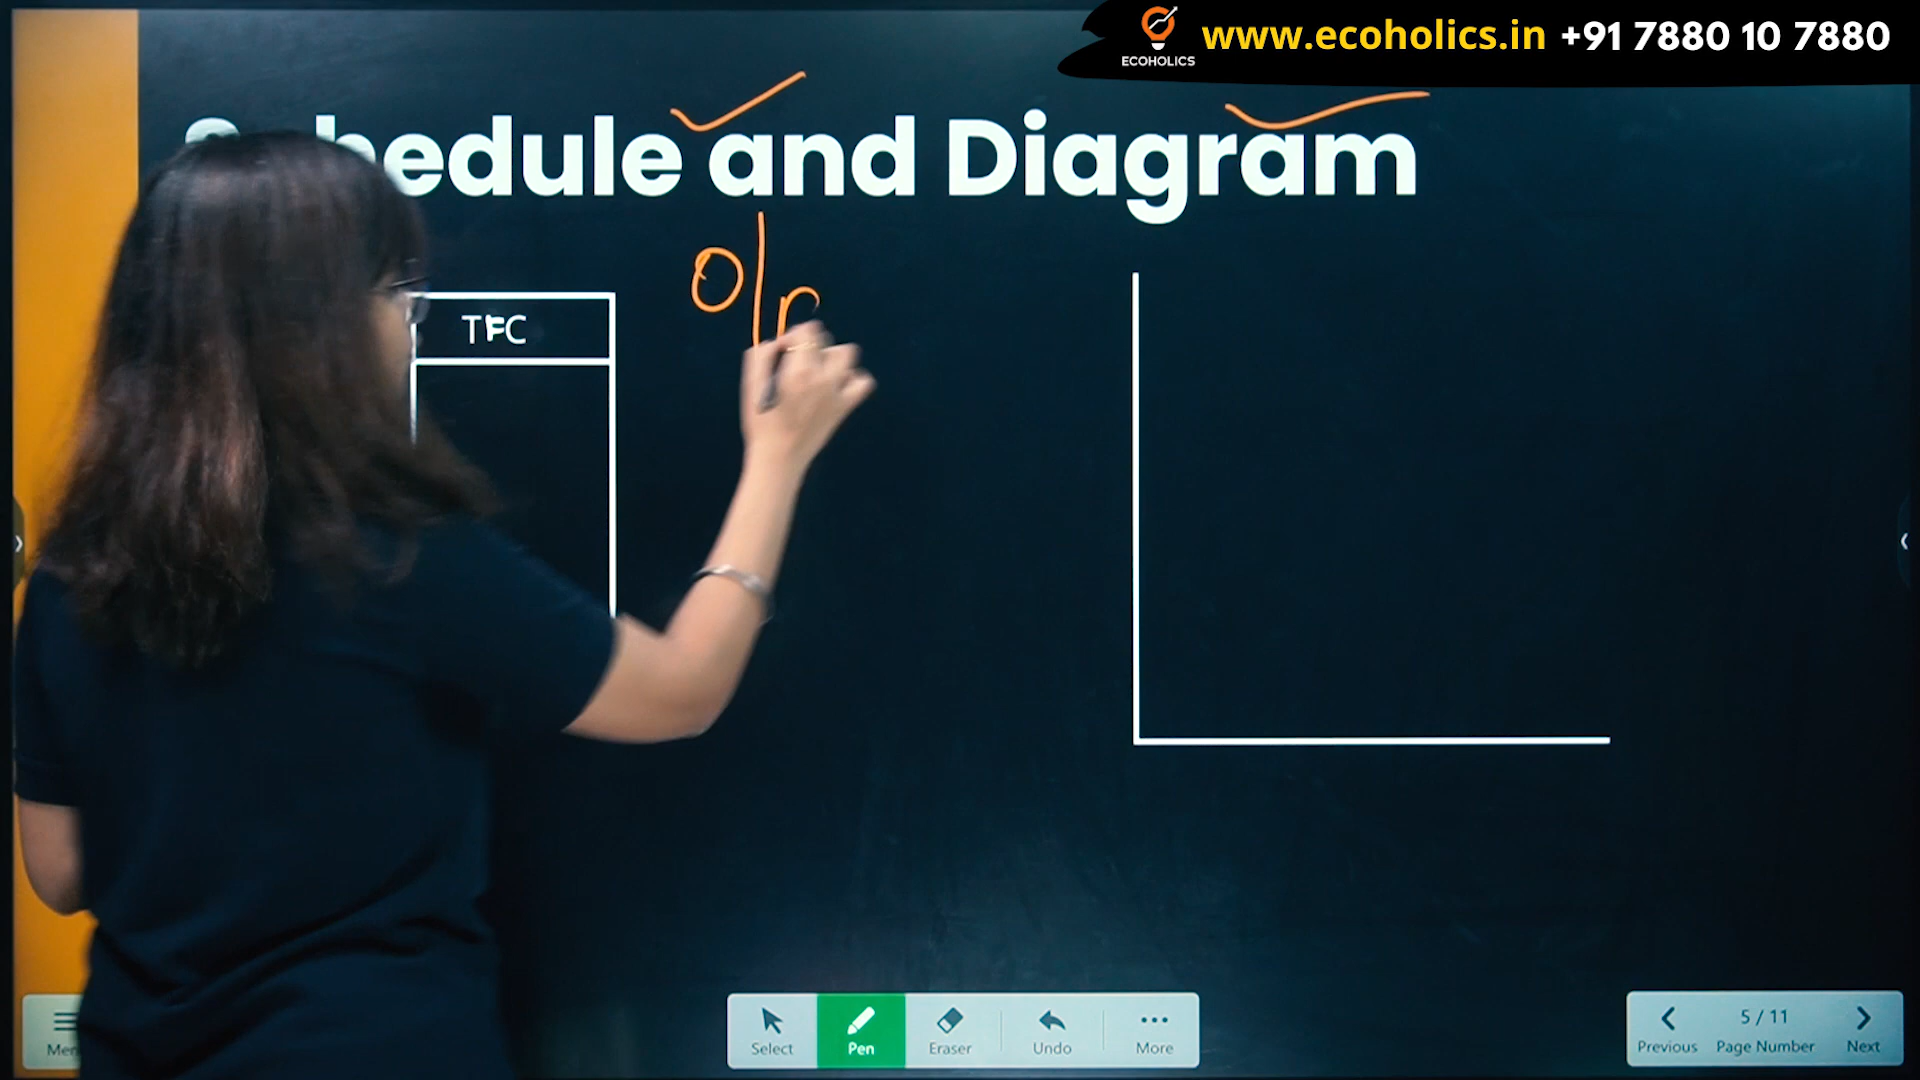 ECOHOLICS
www.ecoholics.in +91 7880 10 7880
Schedule and Diagram
TFC
O/P
Select
Pen
Eraser
Undo
More
5 / 11
Previous
Page Number
Next